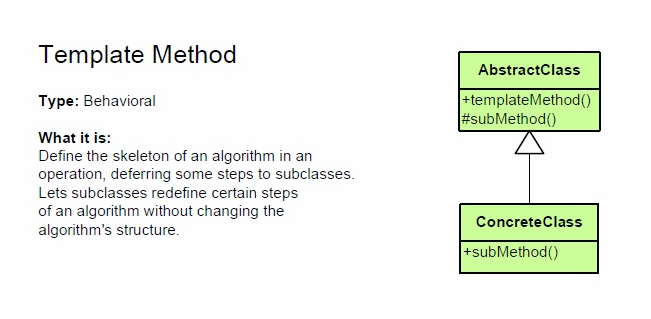 Template Method
Type: Behavioral
What it is:
Define the skeleton of an algorithm in an
operation, deferring some steps to subclasses.
Lets subclasses redefine certain steps
of an algorithm without changing the
algorithm's structure.
AbstractClass
+templateMethod()
#subMethod()
ConcreteClass
+subMethod()